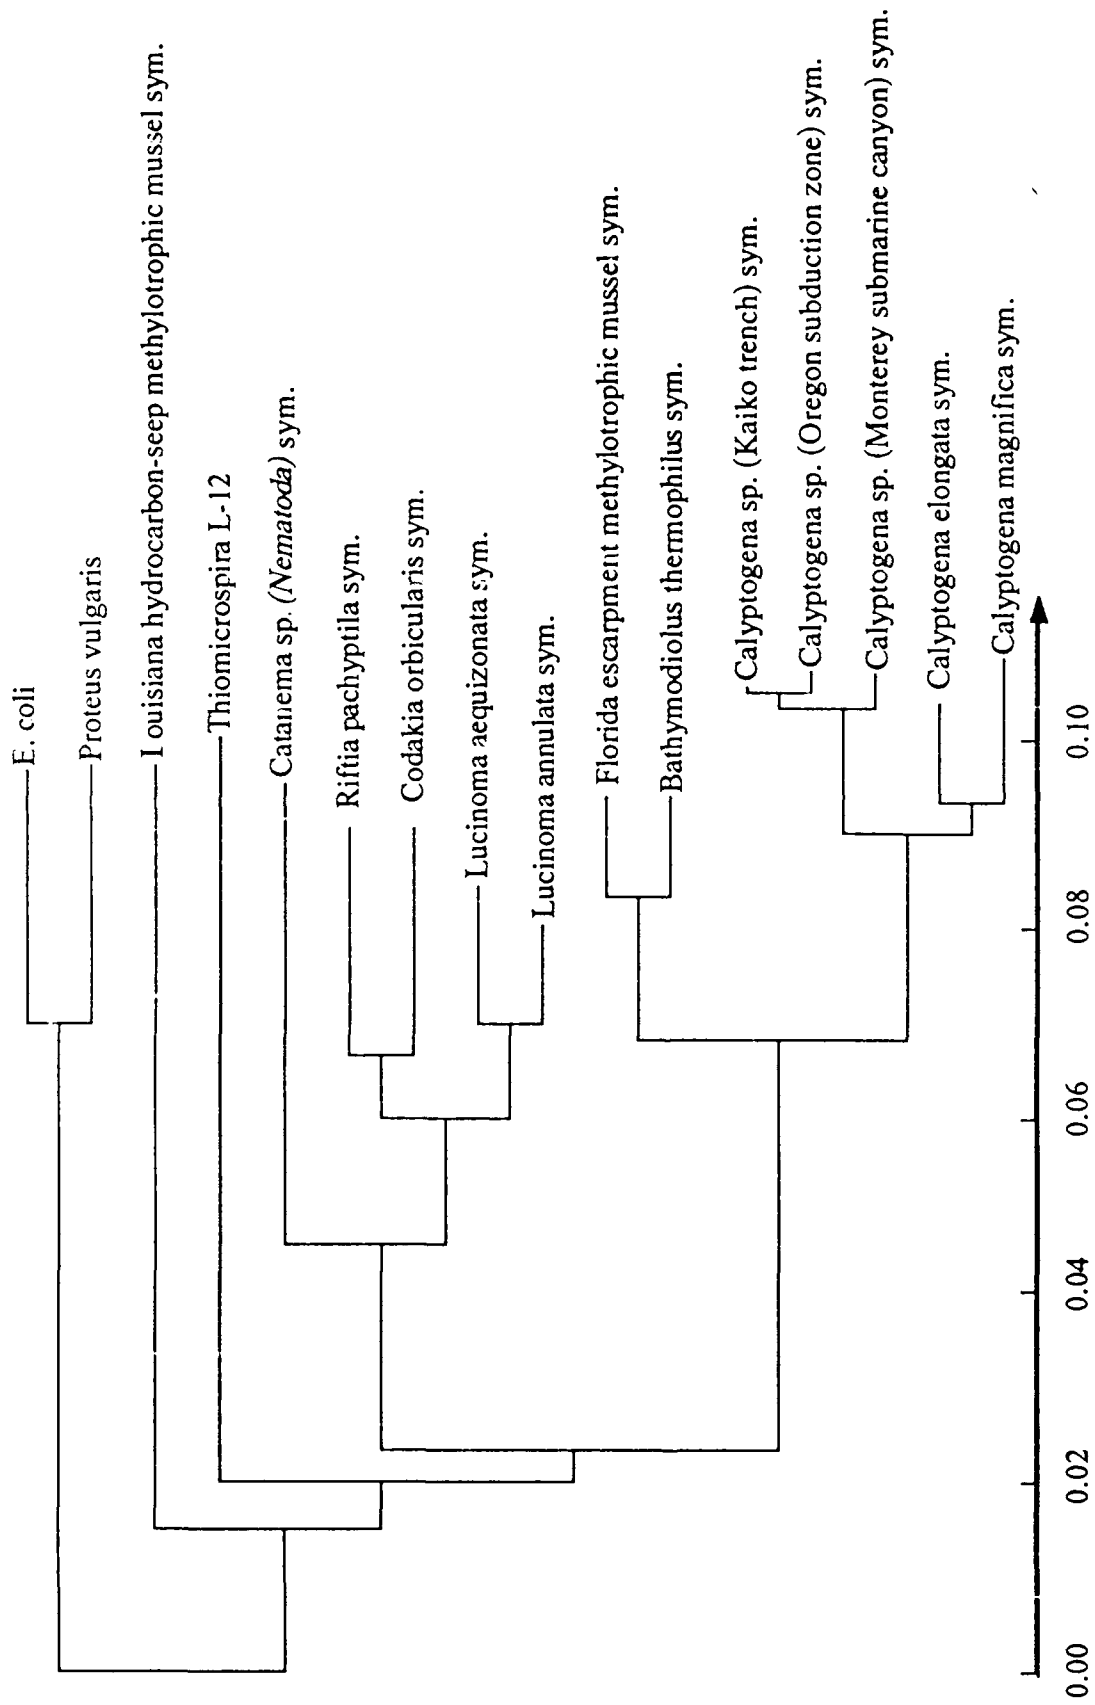 E. coli
Proteus vulgaris
Louisiana hydrocarbon-seep methylotrophic mussel sym.
Thiomicrospira L-12
Catanema sp. (Nematoda) sym.
Riftia pachyptila sym.
Codakia orbicularis sym.
Lucinoma aequizonata sym.
Lucinoma annulata sym.
Florida escarpment methylotrophic mussel sym.
Bathymodiolus thermophilus sym.
Calyptogena sp. (Kaiko trench) sym.
Calyptogena sp. (Oregon subduction zone) sym.
Calyptogena sp. (Monterey submarine canyon) sym.
Calyptogena elongata sym.
Calyptogena magnifica sym.
0.00 0.02 0.04 0.06 0.08 0.10